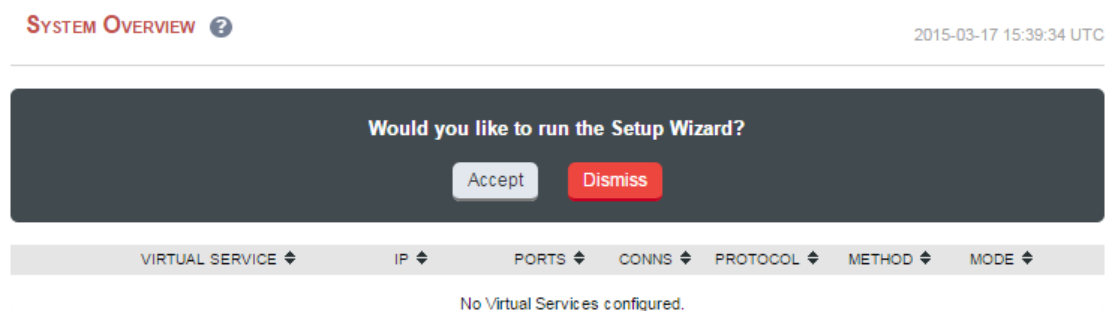 SYSTEM OVERVIEW ?
2015-03-17 15:39:34 UTC
Would you like to run the Setup Wizard?
Accept Dismiss
VIRTUAL SERVICE IP PORTS CONNS PROTOCOL METHOD MODE
No Virtual Services configured.